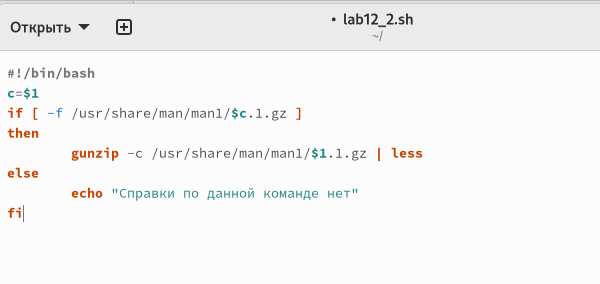 Открыть
• lab12_2.sh
~/
#!/bin/bash
c=$1
if [ -f /usr/share/man/man1/$c.1.gz ]
then
gunzip -c /usr/share/man/man1/$1.1.gz | less
else
echo "Справки по данной команде нет"
fi